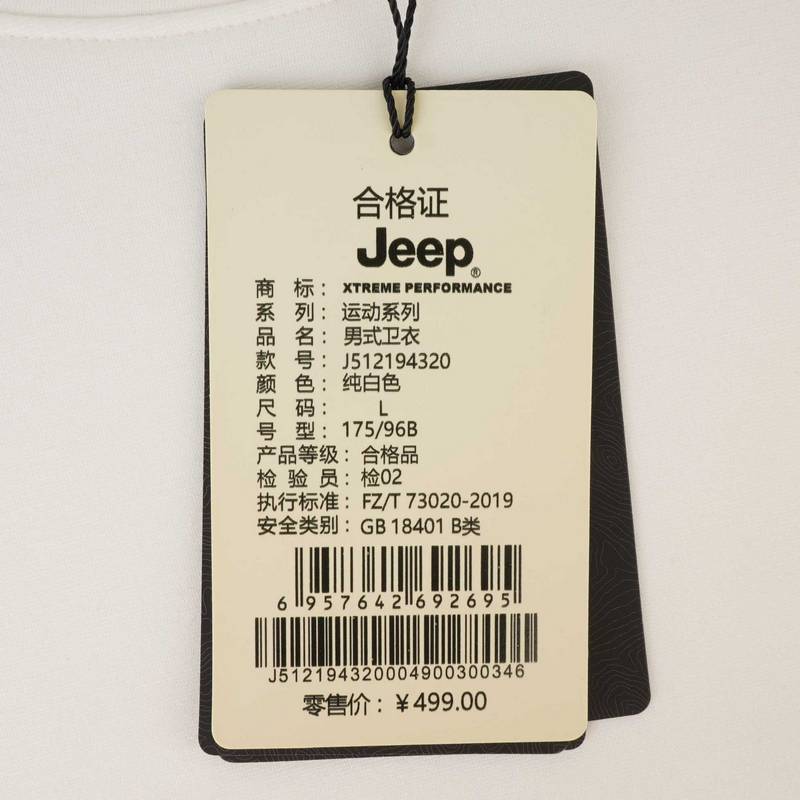 合格证
Jeep®
商 标： XTREME PERFORMANCE
系 列： 运动系列
品 名： 男式卫衣
款 号： J512194320
颜 色： 纯白色
尺 码： L
号 型： 175/96B
产品等级： 合格品
检 验 员： 检02
执行标准： FZ/T 73020-2019
安全类别： GB 18401 B类
6 957642 692695
J512194320004900300346
零售价：￥499.00